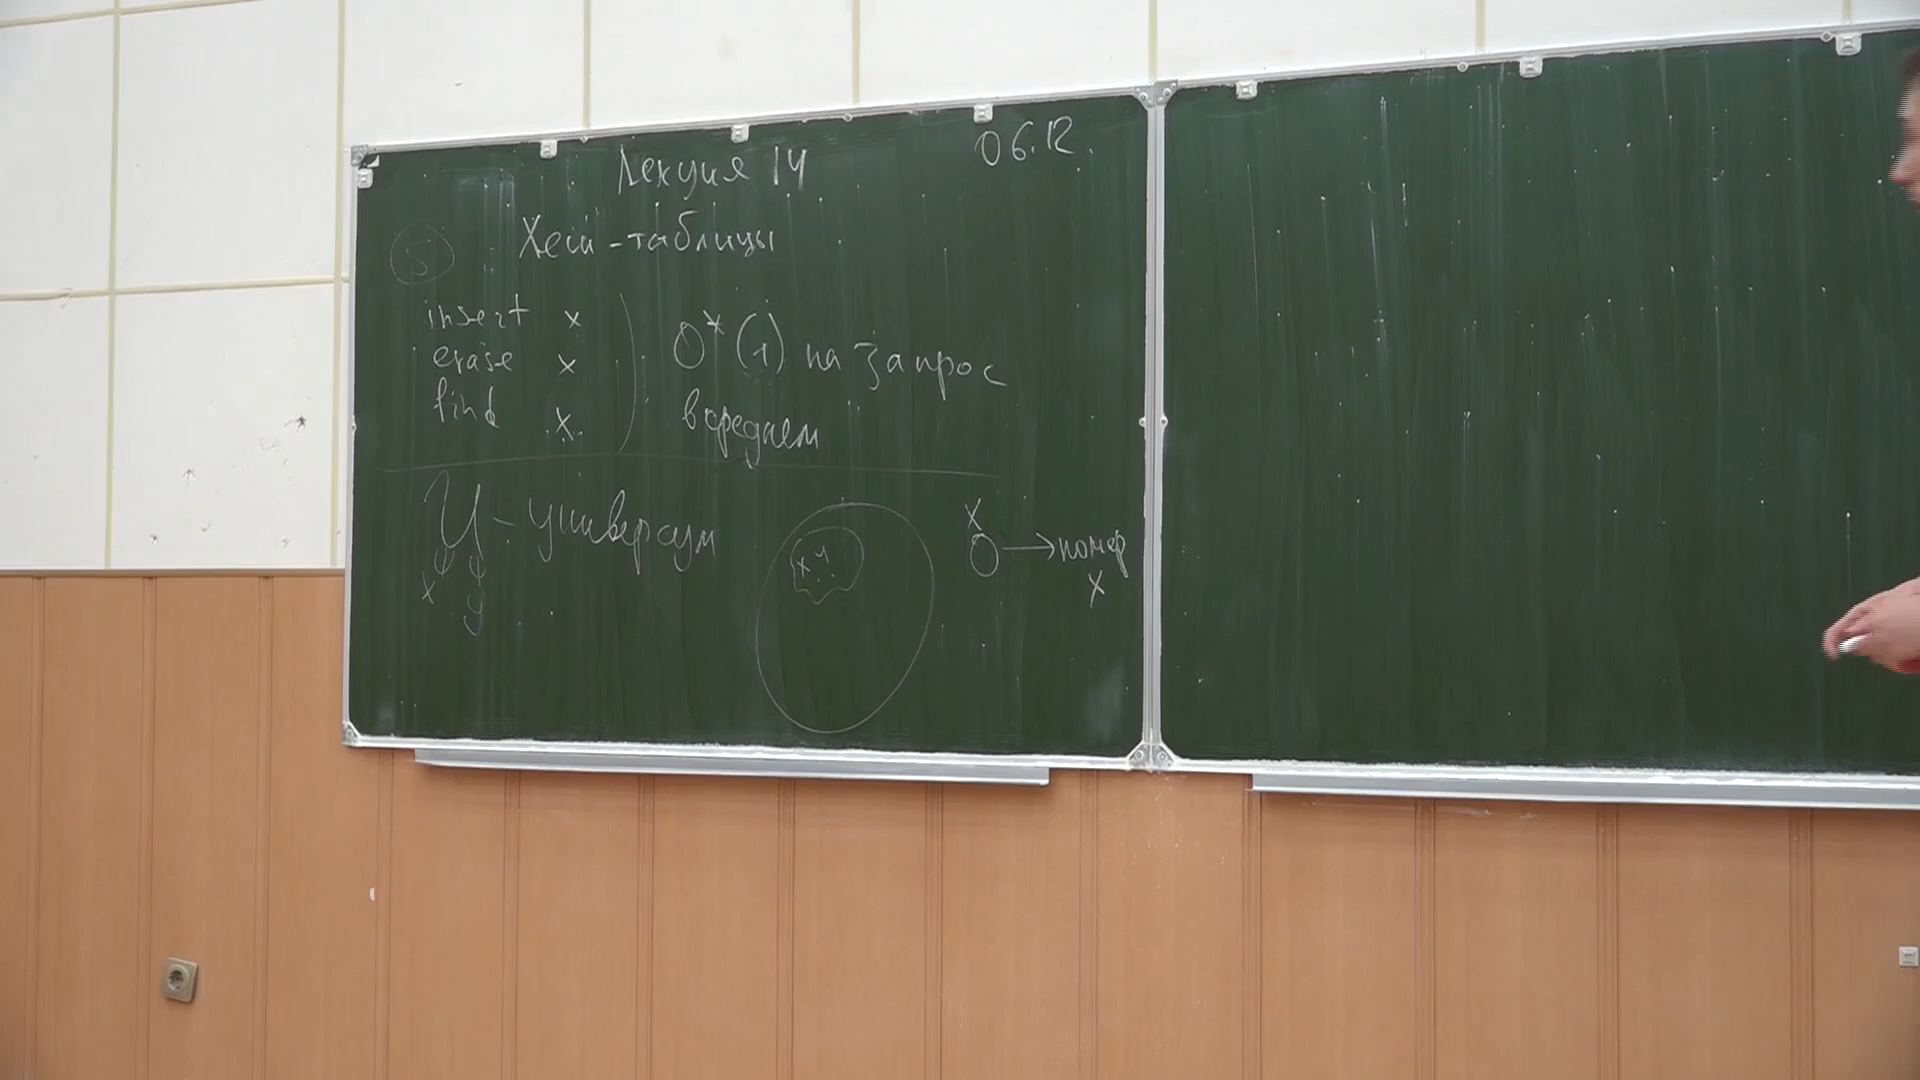 Лекция 14
06.12.
Хеш-таблицы
S
insert x
erase x
find x
O*(1) на запрос
в среднем
U - универсум
x y
x y
x → номер x